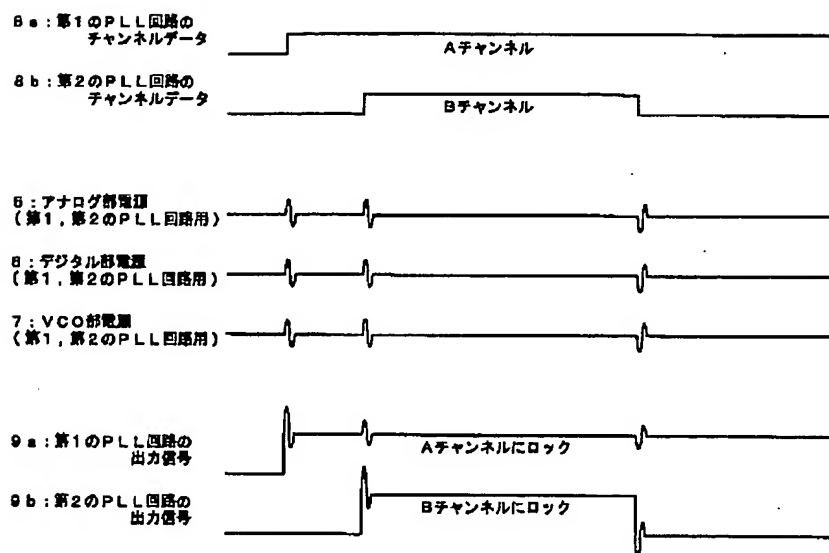 8a:第1のPLL回路の
チャンネルデータ
Aチャンネル
8b:第2のPLL回路の
チャンネルデータ
Bチャンネル
5:アナログ部電源
(第1,第2のPLL回路用)
6:デジタル部電源
(第1,第2のPLL回路用)
7:VCO部電源
(第1,第2のPLL回路用)
9a:第1のPLL回路の
出力信号
Aチャンネルにロック
9b:第2のPLL回路の
出力信号
Bチャンネルにロック